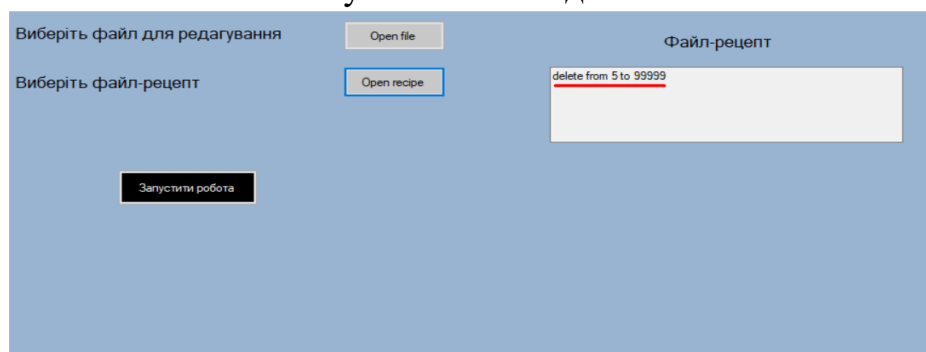 Виберіть файл для редагування
Open file
Файл-рецепт
Виберіть файл-рецепт
Open recipe
delete from 5 to 99999
Запустити робота